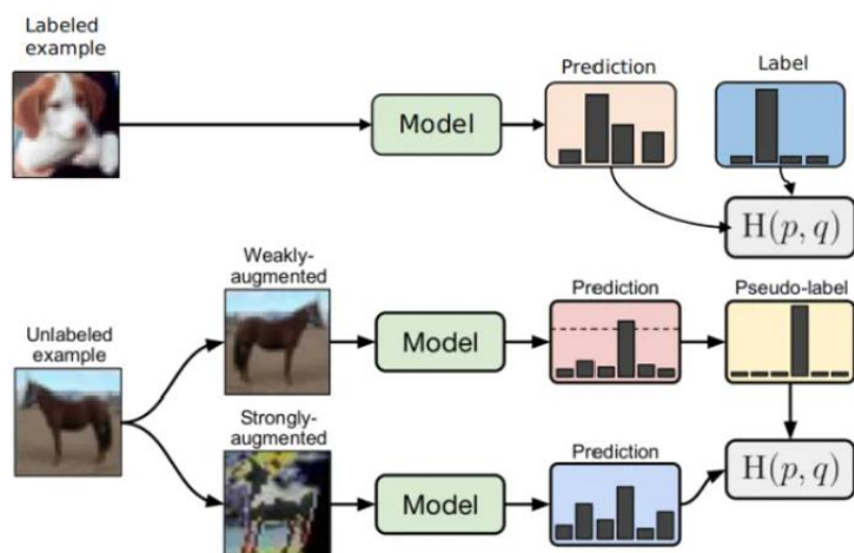 Labeled
example
Model
Prediction
Label
H(p, q)
Unlabeled
example
Weakly-
augmented
Model
Prediction
Pseudo-label
Strongly-
augmented
Model
Prediction
H(p, q)